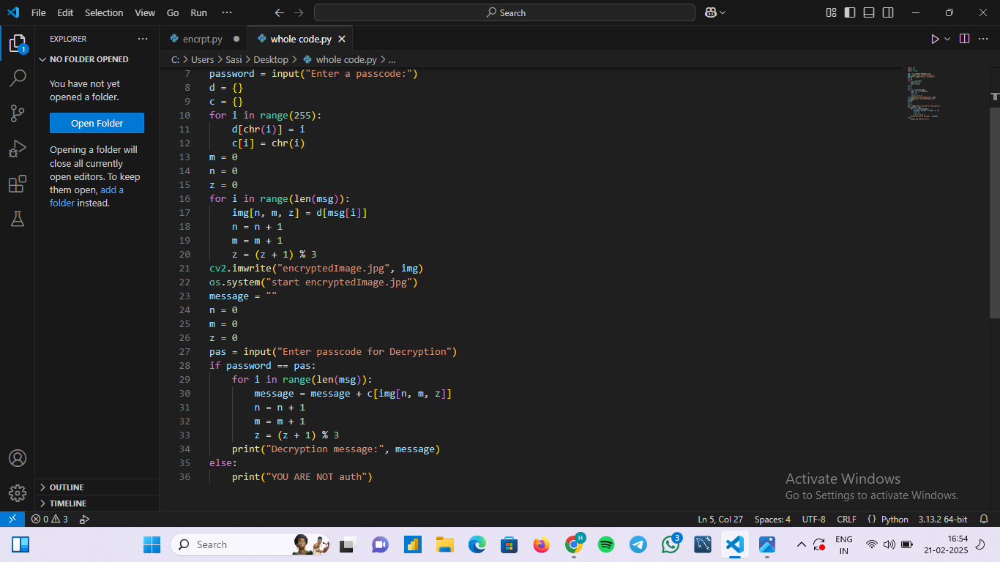 File Edit Selection View Go Run ··· Search
EXPLORER ···
encrpt.py ● whole code.py ×
NO FOLDER OPENED
C: > Users > Sasi > Desktop > whole code.py > ...
You have not yet
opened a folder.
Open Folder
Opening a folder will
close all currently
open editors. To keep
them open, add a
folder instead.
OUTLINE
TIMELINE
7 password = input("Enter a passcode:")
8 d = {}
9 c = {}
10 for i in range(255):
11     d[chr(i)] = i
12     c[i] = chr(i)
13 m = 0
14 n = 0
15 z = 0
16 for i in range(len(msg)):
17     img[n, m, z] = d[msg[i]]
18     n = n + 1
19     m = m + 1
20     z = (z + 1) % 3
21 cv2.imwrite("encryptedImage.jpg", img)
22 os.system("start encryptedImage.jpg")
23 message = ""
24 n = 0
25 m = 0
26 z = 0
27 pas = input("Enter passcode for Decryption")
28 if password == pas:
29     for i in range(len(msg)):
30         message = message + c[img[n, m, z]]
31         n = n + 1
32         m = m + 1
33         z = (z + 1) % 3
34     print("Decryption message:", message)
35 else:
36     print("YOU ARE NOT auth")
Activate Windows
Go to Settings to activate Windows.
0 3 Ln 5, Col 27 Spaces: 4 UTF-8 CRLF {} Python 3.13.2 64-bit
1
Search
H
3
ENG
IN
16:54
21-02-2025